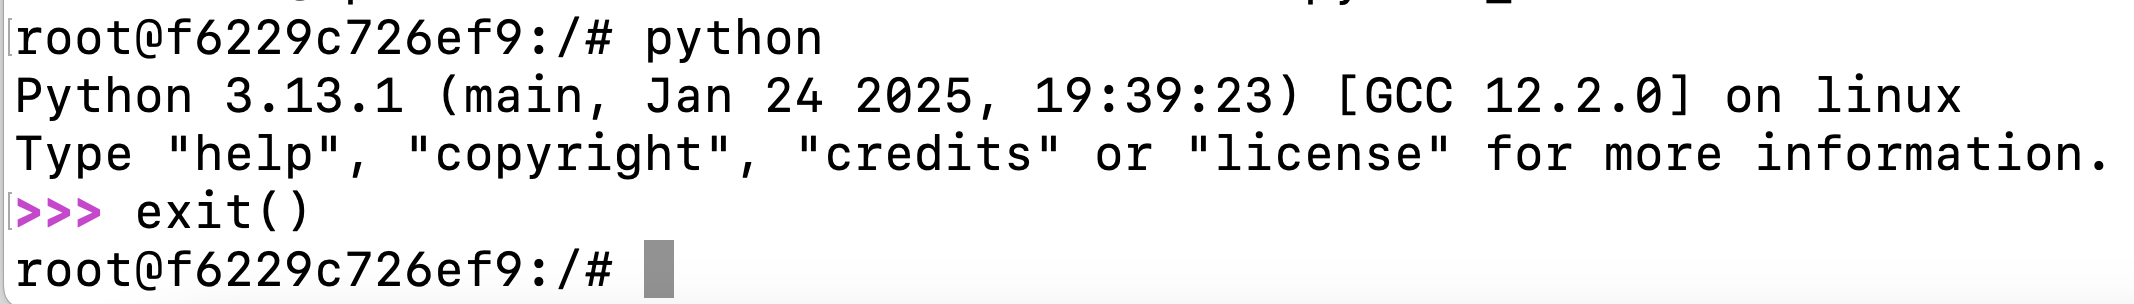 root@f6229c726ef9:/# python
Python 3.13.1 (main, Jan 24 2025, 19:39:23) [GCC 12.2.0] on linux
Type "help", "copyright", "credits" or "license" for more information.
>>> exit()
root@f6229c726ef9:/#